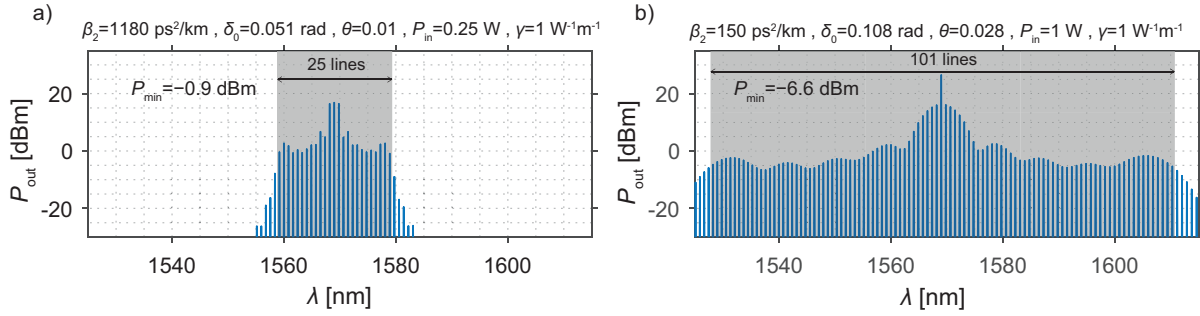 a)
β₂=1180 ps²/km , δ₀=0.051 rad , θ=0.01 , Pᵢₙ=0.25 W , γ=1 W⁻¹m⁻¹
25 lines
Pₘᵢₙ=−0.9 dBm
Pₒᵤₜ [dBm]
20
0
-20
1540 1560 1580 1600
λ [nm]
b)
β₂=150 ps²/km , δ₀=0.108 rad , θ=0.028 , Pᵢₙ=1 W , γ=1 W⁻¹m⁻¹
101 lines
Pₘᵢₙ=−6.6 dBm
Pₒᵤₜ [dBm]
20
0
-20
1540 1560 1580 1600
λ [nm]